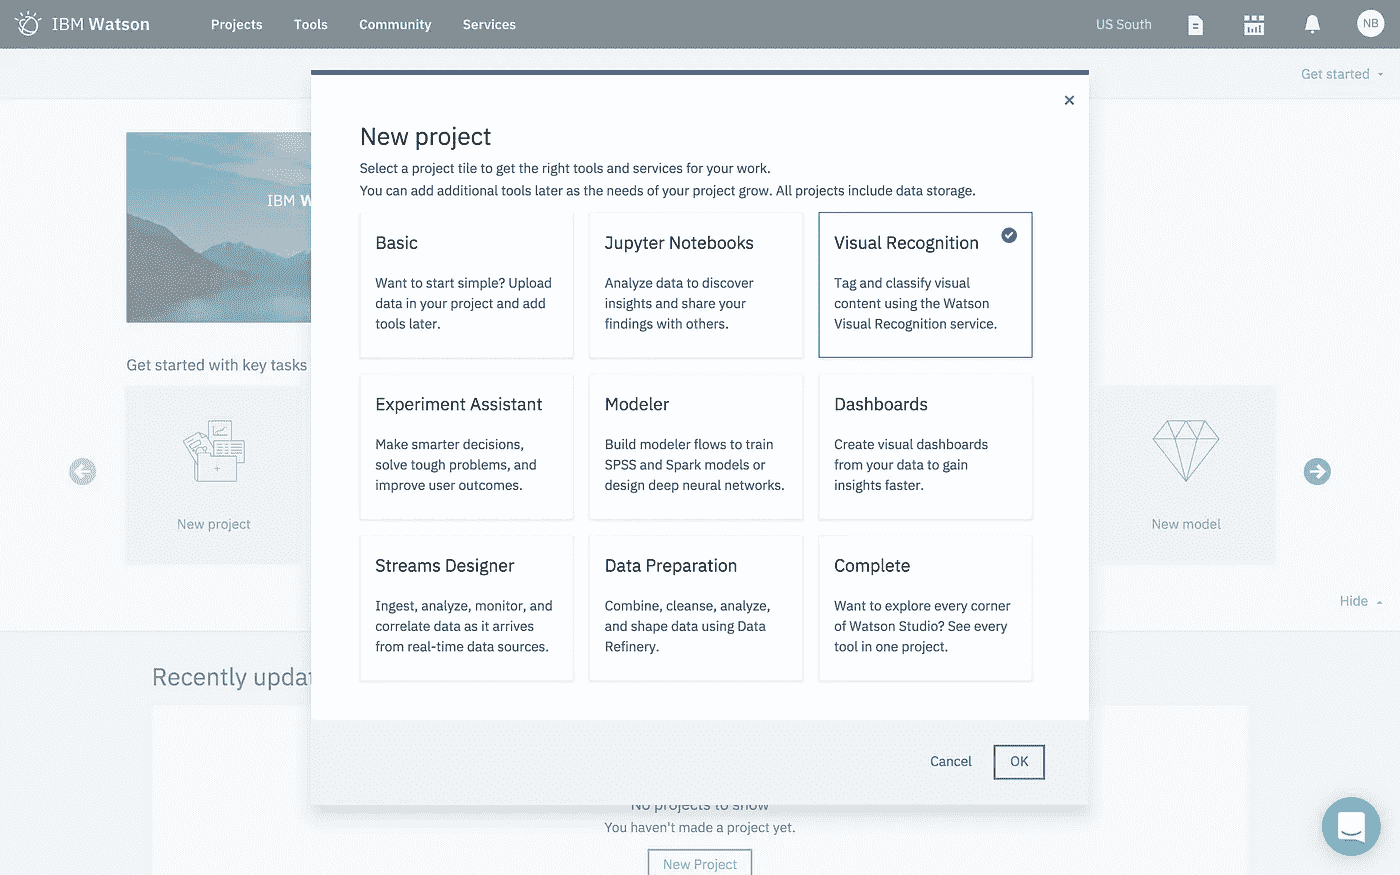 IBM Watson
Projects
Tools
Community
Services
US South
NB
Get started
New project
Select a project tile to get the right tools and services for your work.
You can add additional tools later as the needs of your project grow. All projects include data storage.
IBM W
Basic
Want to start simple? Upload
data in your project and add
tools later.
Jupyter Notebooks
Analyze data to discover
insights and share your
findings with others.
Visual Recognition
Tag and classify visual
content using the Watson
Visual Recognition service.
Get started with key tasks
New project
Experiment Assistant
Make smarter decisions,
solve tough problems, and
improve user outcomes.
Modeler
Build modeler flows to train
SPSS and Spark models or
design deep neural networks.
Dashboards
Create visual dashboards
from your data to gain
insights faster.
New model
Streams Designer
Ingest, analyze, monitor, and
correlate data as it arrives
from real-time data sources.
Data Preparation
Combine, cleanse, analyze,
and shape data using Data
Refinery.
Complete
Want to explore every corner
of Watson Studio? See every
tool in one project.
Hide
Recently updat
Cancel
OK
No projects to show
You haven't made a project yet.
New Project